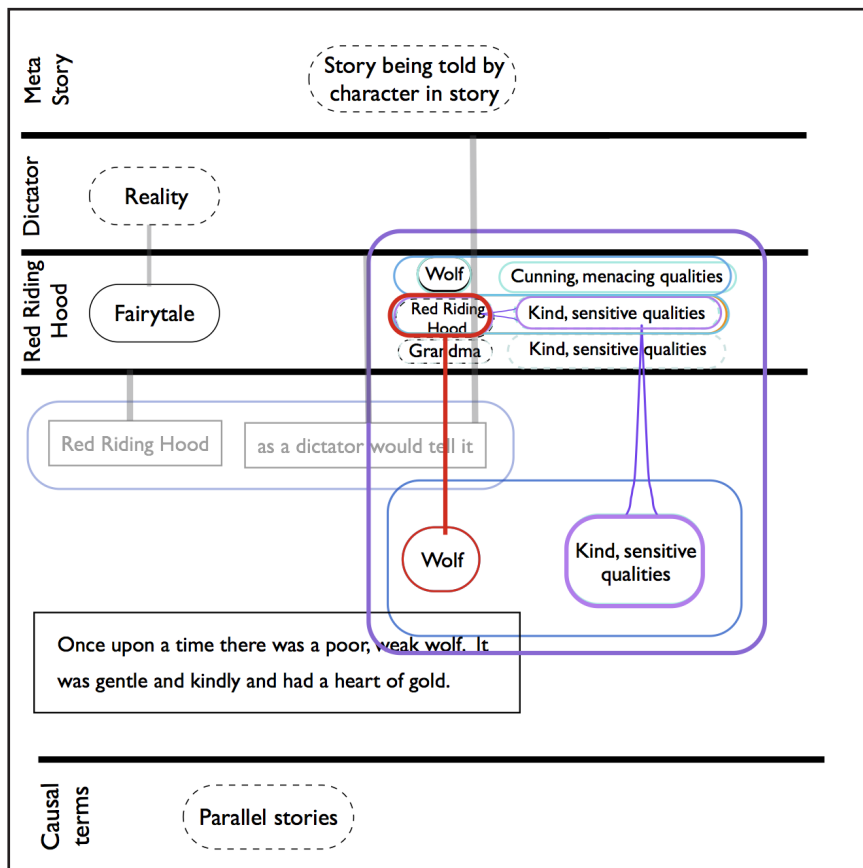 Meta
Story
Story being told by
character in story
Dictator
Reality
Red Riding
Hood
Fairytale
Wolf
Cunning, menacing qualities
Red Riding
Hood
Kind, sensitive qualities
Grandma
Kind, sensitive qualities
Red Riding Hood
as a dictator would tell it
Wolf
Kind, sensitive
qualities
Once upon a time there was a poor, weak wolf. It
was gentle and kindly and had a heart of gold.
Causal
terms
Parallel stories